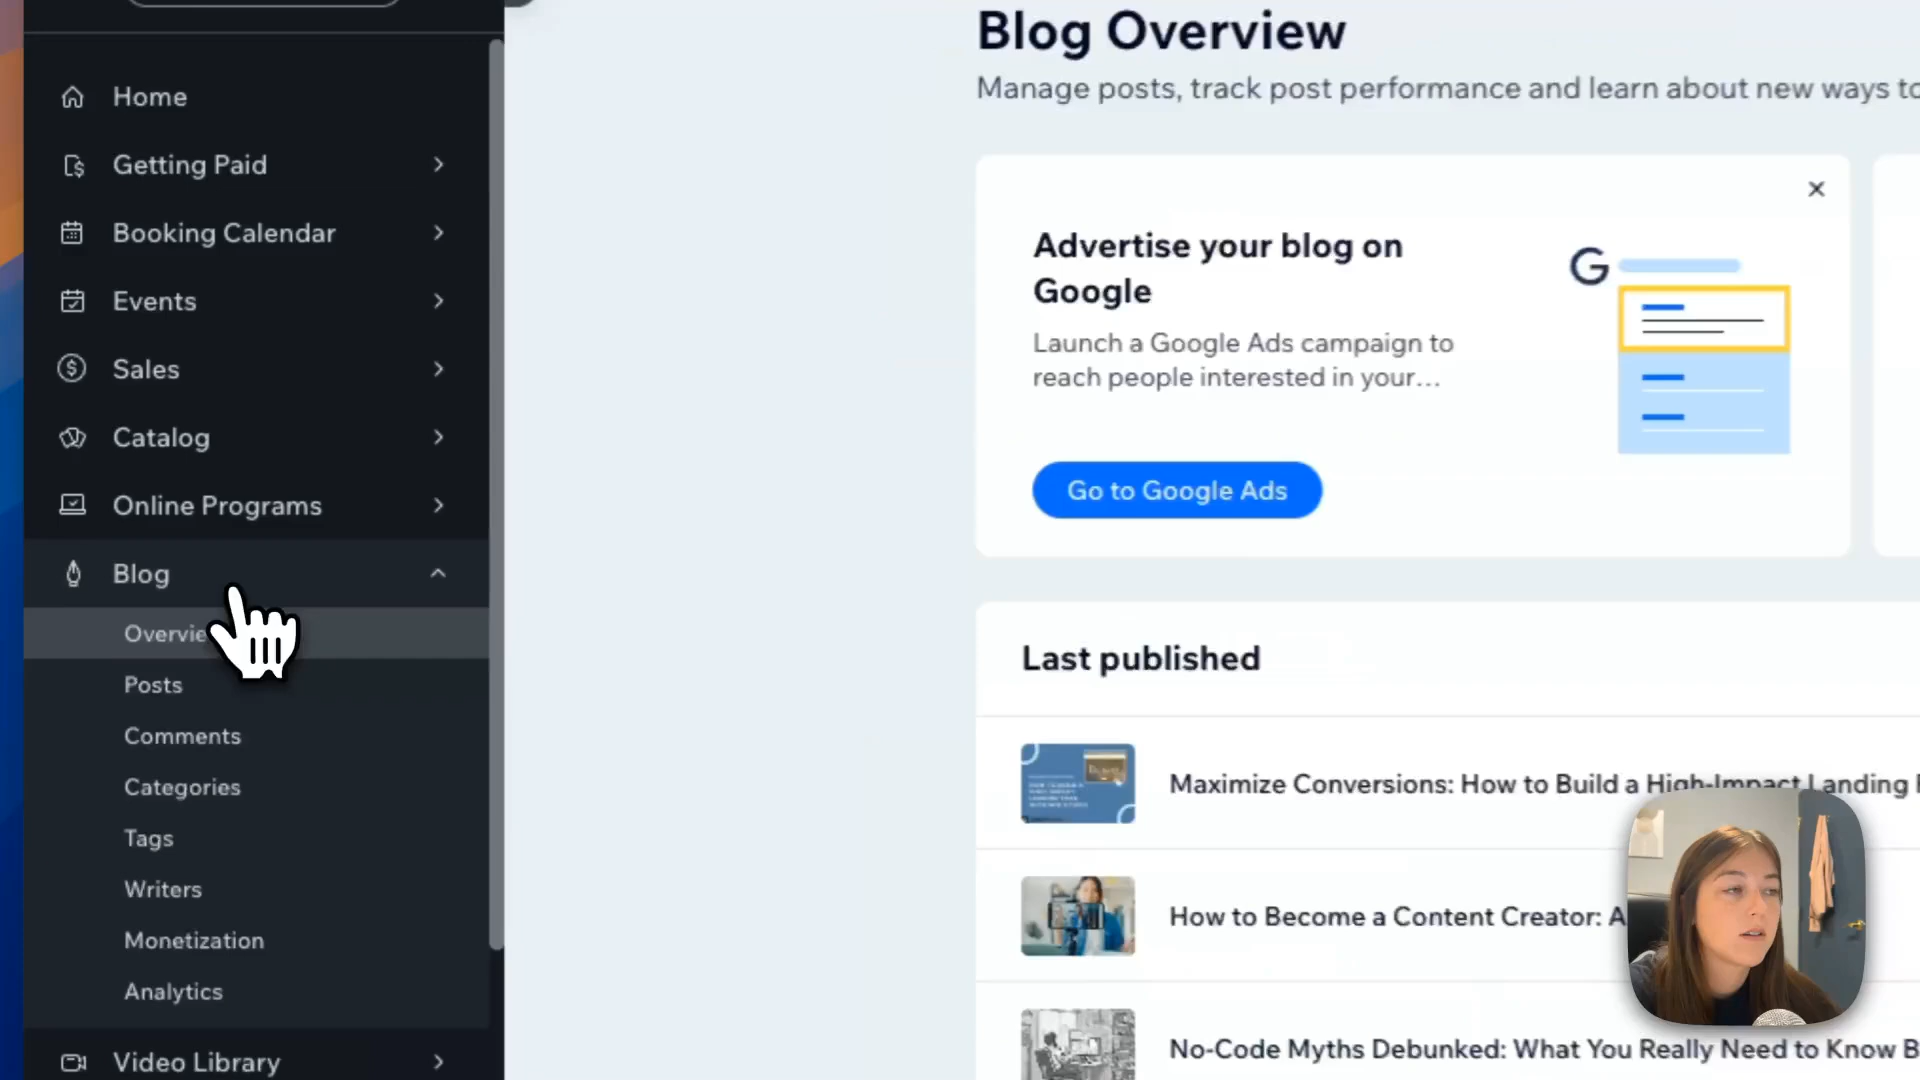 Home
Getting Paid
Booking Calendar
Events
Sales
Catalog
Online Programs
Blog
Overvie
Posts
Comments
Categories
Tags
Writers
Monetization
Analytics
Video Library
Blog Overview
Manage posts, track post performance and learn about new ways to
Advertise your blog on
Google
Launch a Google Ads campaign to
reach people interested in your...
G
Go to Google Ads
Last published
Maximize Conversions: How to Build a High-Impact Landing
How to Become a Content Creator: A
No-Code Myths Debunked: What You Really Need to Know B